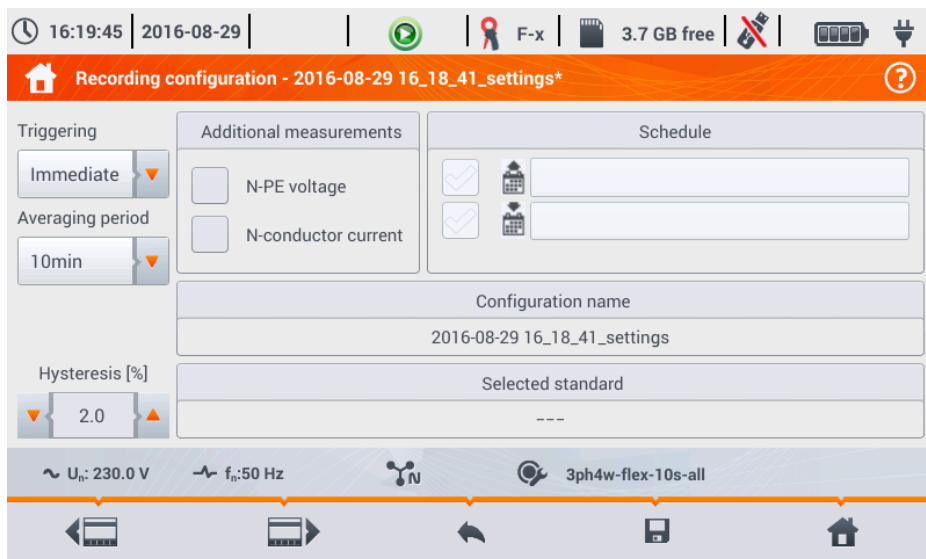 16:19:45 2016-08-29 F-x 3.7 GB free
Recording configuration - 2016-08-29 16_18_41_settings* ?
Triggering
Immediate
Averaging period
10min
Hysteresis [%]
2.0
Additional measurements
N-PE voltage
N-conductor current
Schedule
Configuration name
2016-08-29 16_18_41_settings
Selected standard
---
Un: 230.0 V fn:50 Hz N 3ph4w-flex-10s-all